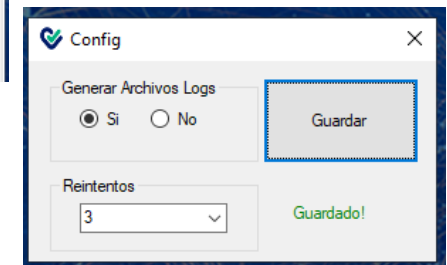 Config
Generar Archivos Logs
Si No
Guardar
Reintentos
3
Guardado!